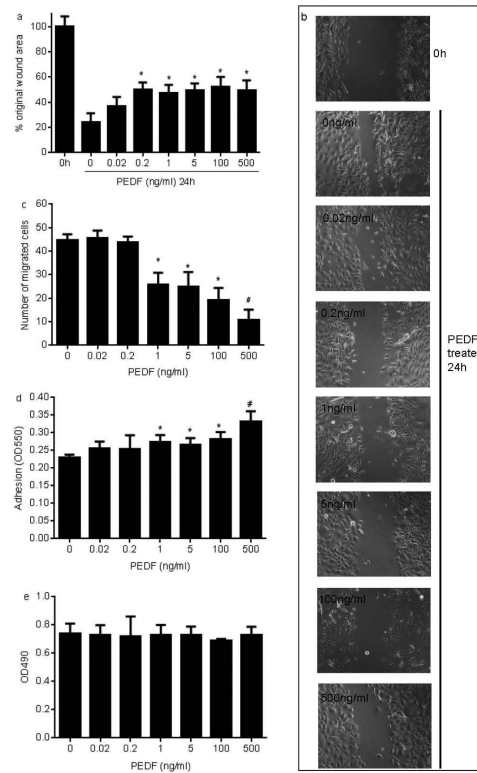 a
% original wound area
100
80
60
40
20
0
* * * * *
0h 0 0.02 0.2 1 5 100 500
PEDF (ng/ml) 24h
c
Number of migrated cells
60
50
40
30
20
10
0
* * * #
0 0.02 0.2 1 5 100 500
PEDF (ng/ml)
d
Adhesion (OD550)
0.40
0.35
0.30
0.25
0.20
0.15
0.10
0.05
0.00
* * * #
0 0.02 0.2 1 5 100 500
PEDF (ng/ml)
e
OD490
1.0
0.8
0.6
0.4
0.2
0.0
0 0.02 0.2 1 5 100 500
PEDF (ng/ml)
b
0h
0ng/ml
0.02ng/ml
0.2ng/ml
1ng/ml
5ng/ml
100ng/ml
500ng/ml
PEDF
treated
24h